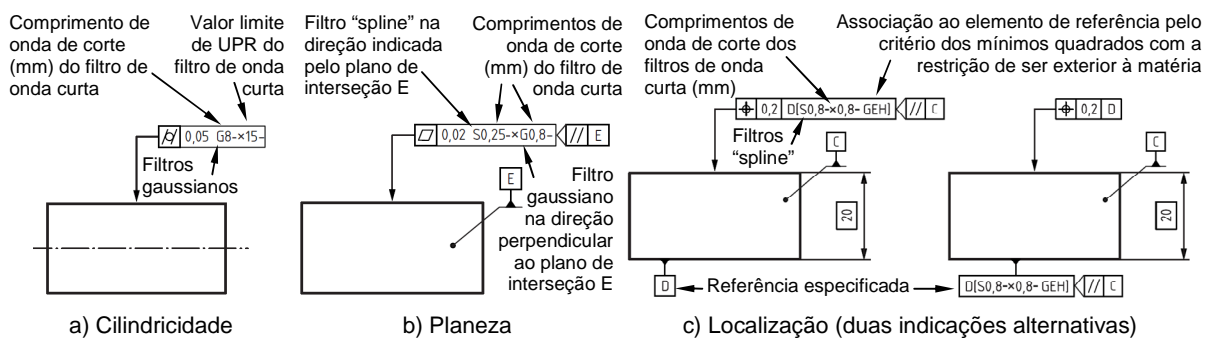 Comprimento de
onda de corte
(mm) do filtro de
onda curta
Valor limite
de UPR do
filtro de onda
curta
0,05 G8-×15-
Filtros
gaussianos
a) Cilindricidade
Filtro “spline” na
direção indicada
pelo plano de
interseção E
Comprimentos de
onda de corte
(mm) do filtro de
onda curta
0,02 S0,25-×G0,8- // E
E
Filtro
gaussiano
na direção
perpendicular
ao plano de
interseção E
b) Planeza
Comprimentos de
onda de corte dos
filtros de onda
curta (mm)
Associação ao elemento de referência pelo
critério dos mínimos quadrados com a
restrição de ser exterior à matéria
⌖ 0,2 D[S0,8-×0,8- GEH] // C
Filtros
“spline”
C
20
D
⌖ 0,2 D
C
20
Referência especificada
D[S0,8-×0,8- GEH] // C
c) Localização (duas indicações alternativas)